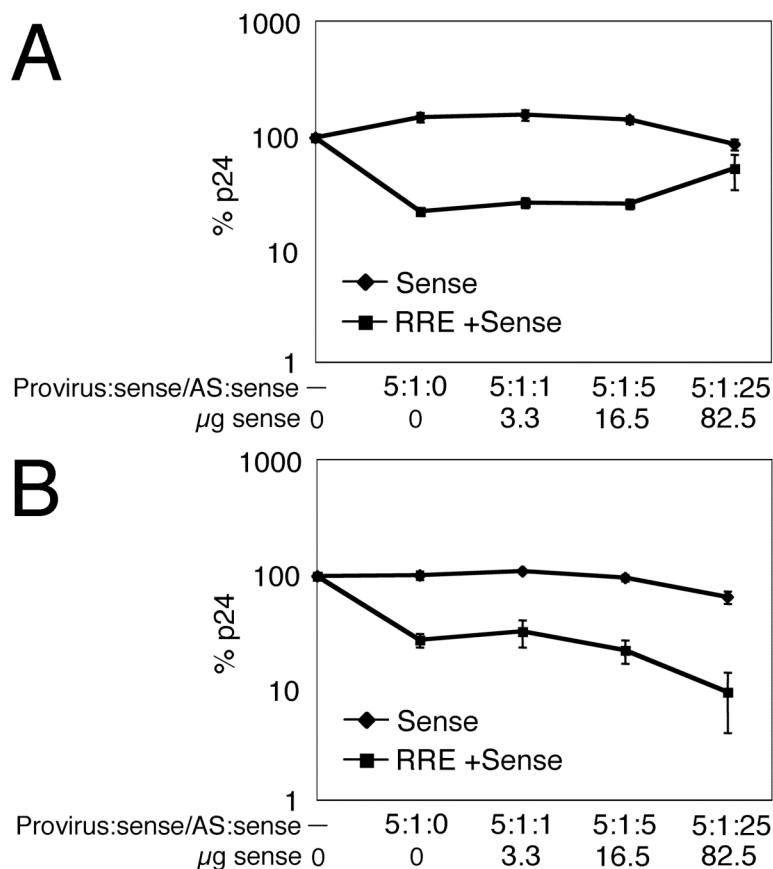 A
1000
100
10
1
% p24
Sense
RRE +Sense
Provirus:sense/AS:sense — 5:1:0 5:1:1 5:1:5 5:1:25
µg sense 0 0 3.3 16.5 82.5
B
1000
100
10
1
% p24
Sense
RRE +Sense
Provirus:sense/AS:sense — 5:1:0 5:1:1 5:1:5 5:1:25
µg sense 0 0 3.3 16.5 82.5